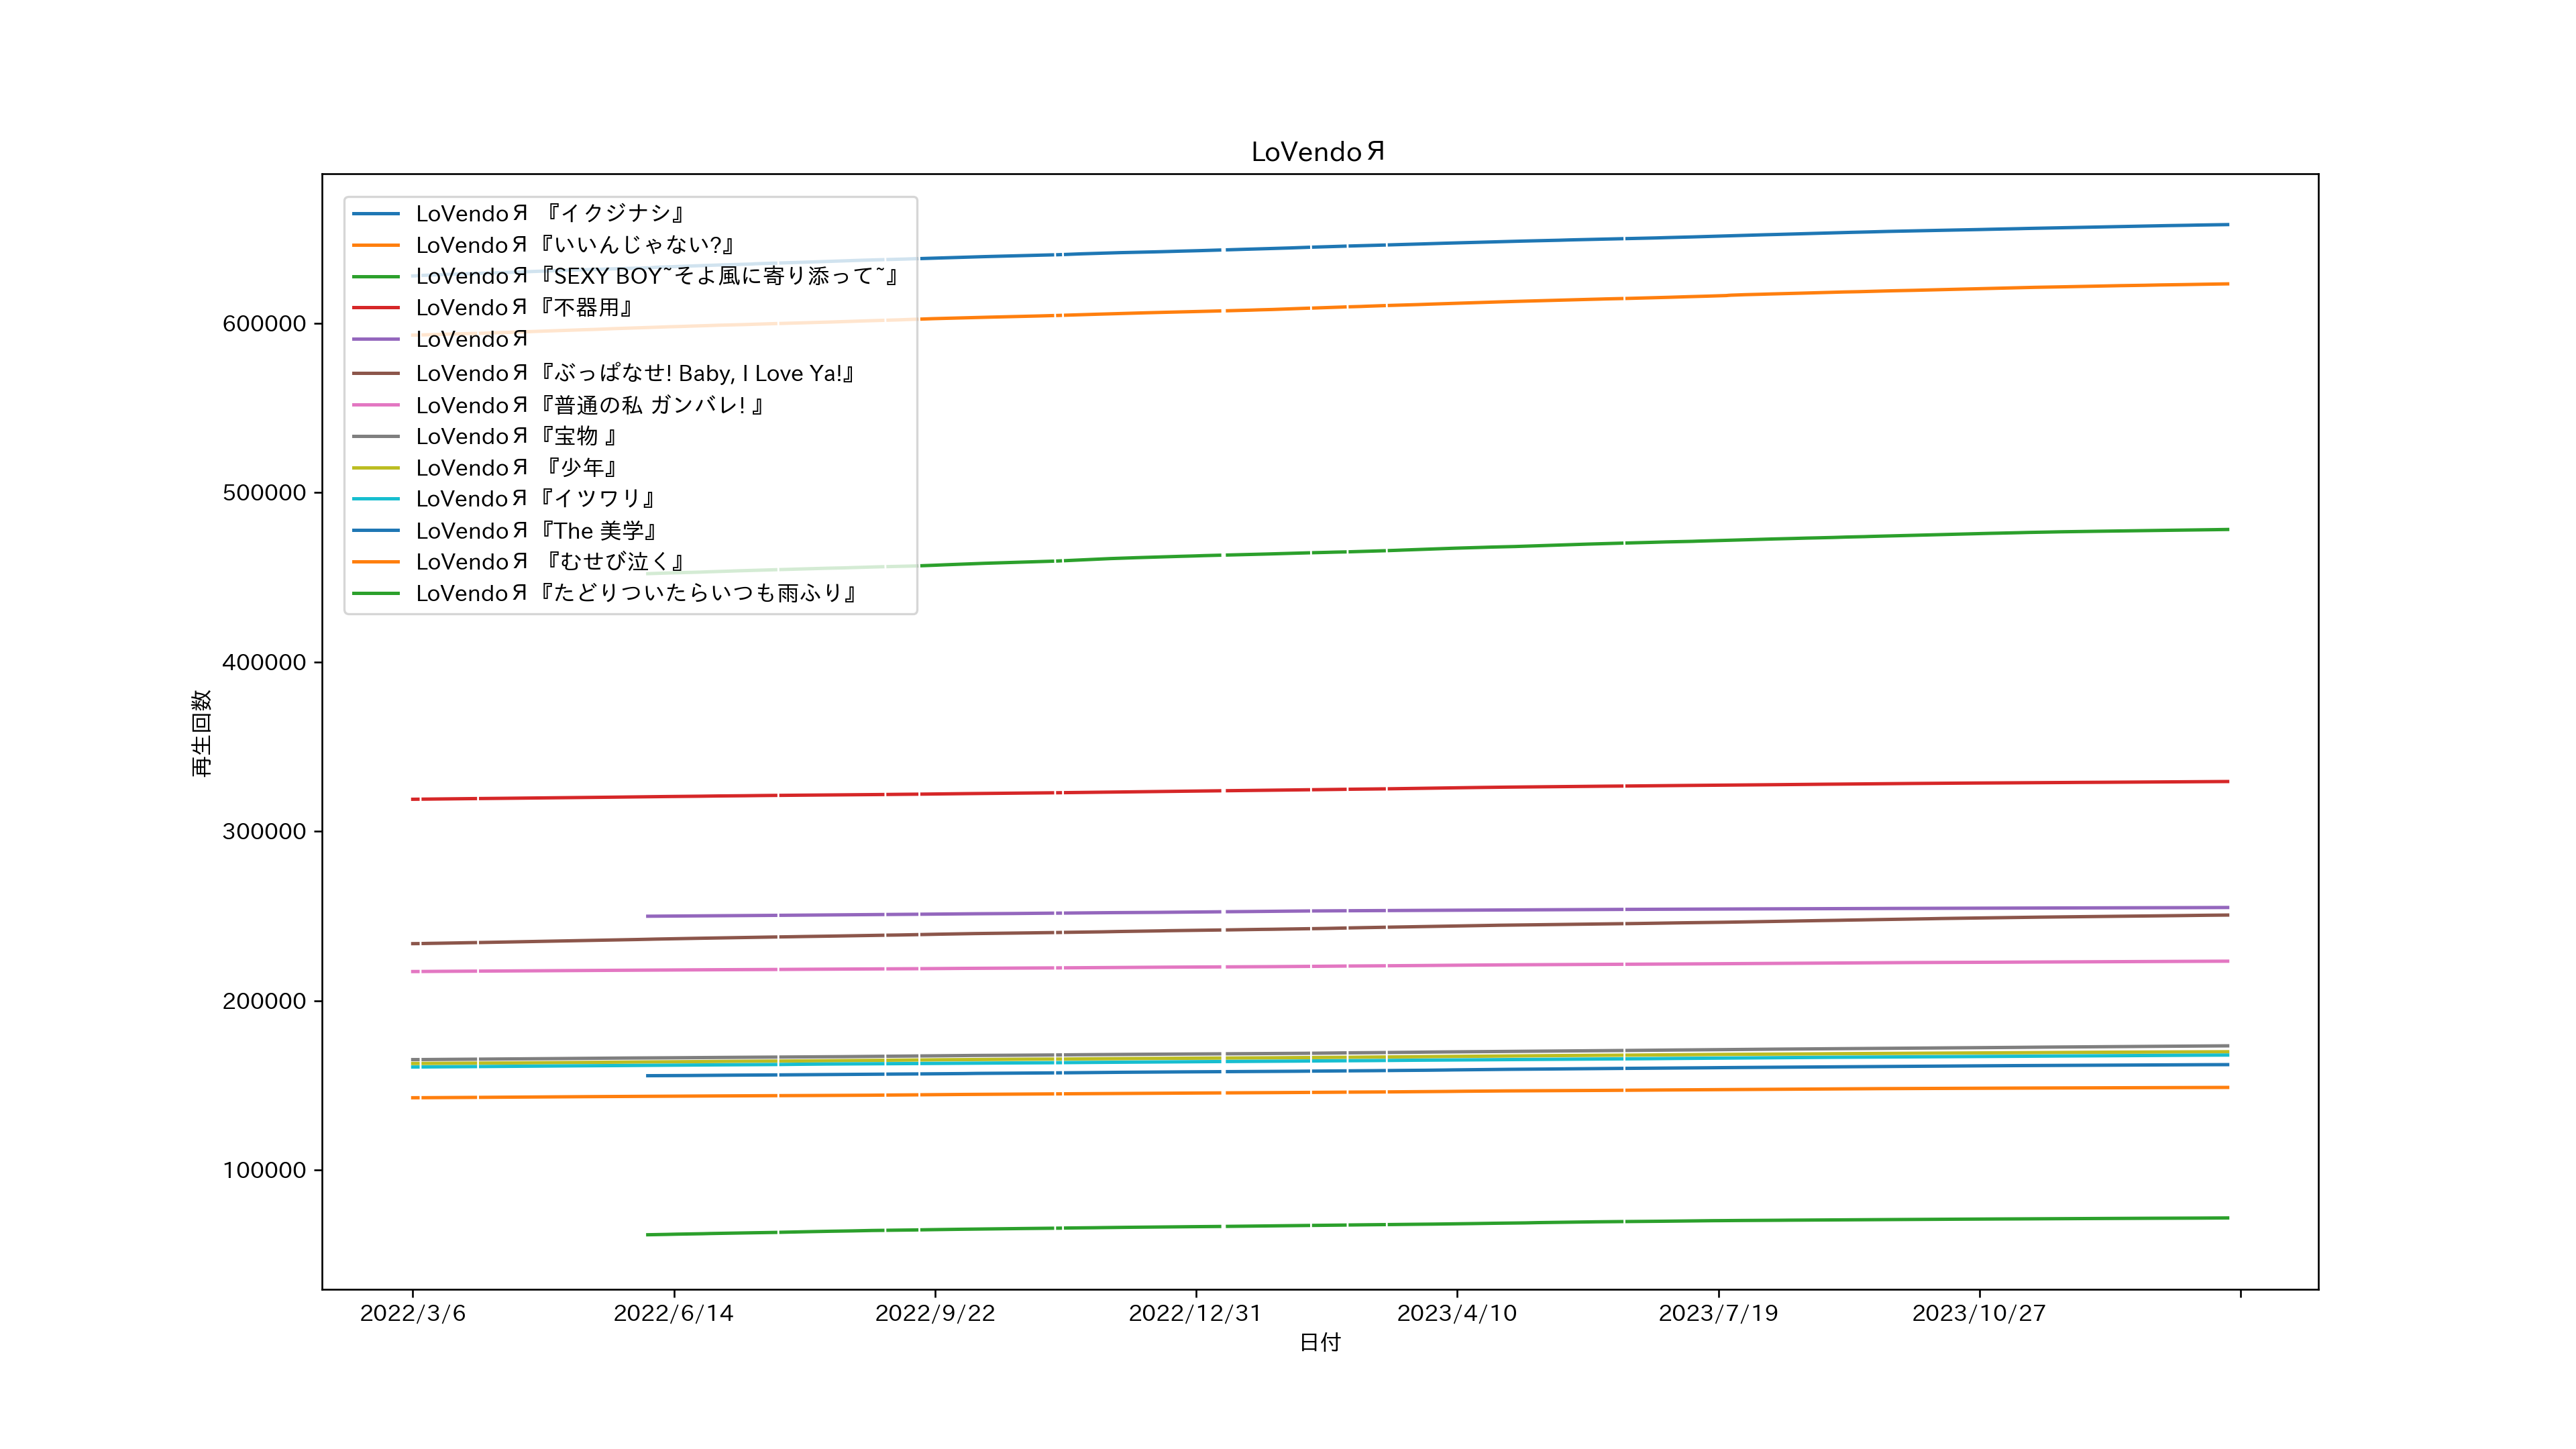 LoVendoЯ
LoVendoЯ 『イクジナシ』
LoVendoЯ『いいんじゃない?』
LoVendoЯ『SEXY BOY~そよ風に寄り添って~』
LoVendoЯ『不器用』
LoVendoЯ
LoVendoЯ『ぶっぱなせ! Baby, I Love Ya!』
LoVendoЯ『普通の私 ガンバレ! 』
LoVendoЯ『宝物 』
LoVendoЯ 『少年』
LoVendoЯ『イツワリ』
LoVendoЯ『The 美学』
LoVendoЯ 『むせび泣く』
LoVendoЯ『たどりついたらいつも雨ふり』
600000
500000
400000
300000
200000
100000
再生回数
2022/3/6 2022/6/14 2022/9/22 2022/12/31 2023/4/10 2023/7/19 2023/10/27
日付